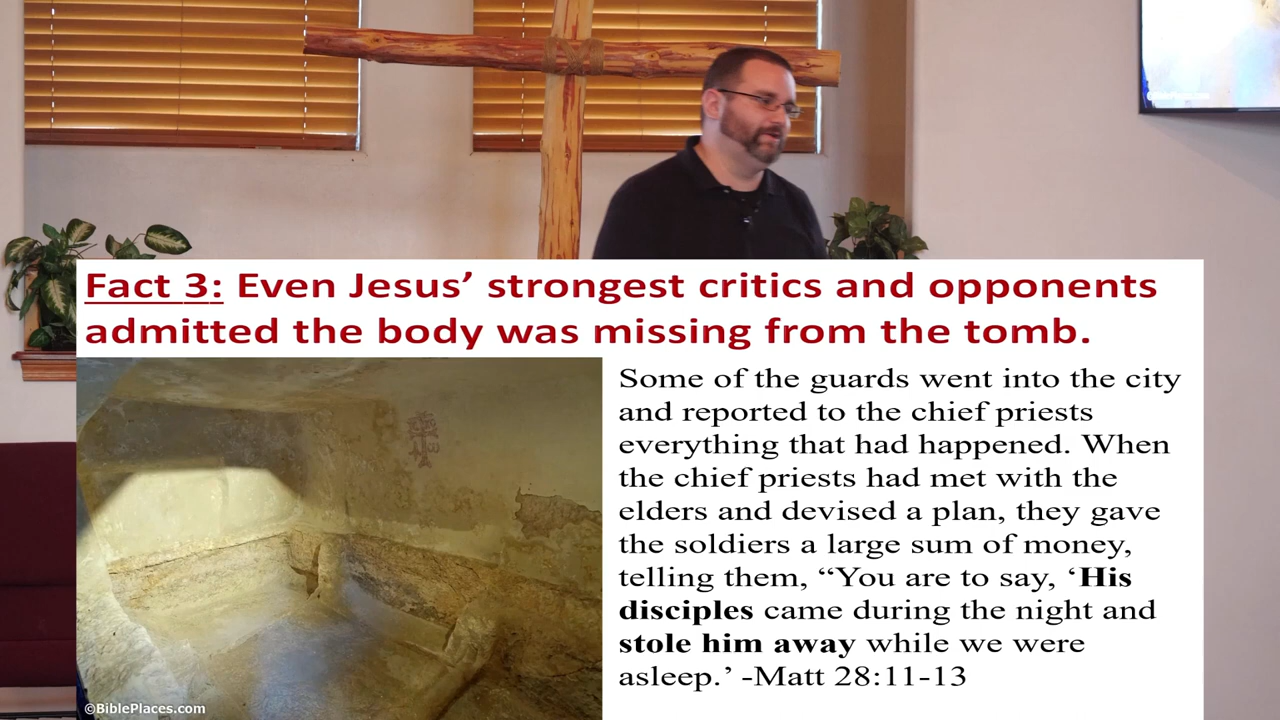 ©BiblePlaces.com
Fact 3: Even Jesus’ strongest critics and opponents
admitted the body was missing from the tomb.
Some of the guards went into the city
and reported to the chief priests
everything that had happened. When
the chief priests had met with the
elders and devised a plan, they gave
the soldiers a large sum of money,
telling them, “You are to say, ‘His
disciples came during the night and
stole him away while we were
asleep.’ -Matt 28:11-13
©BiblePlaces.com